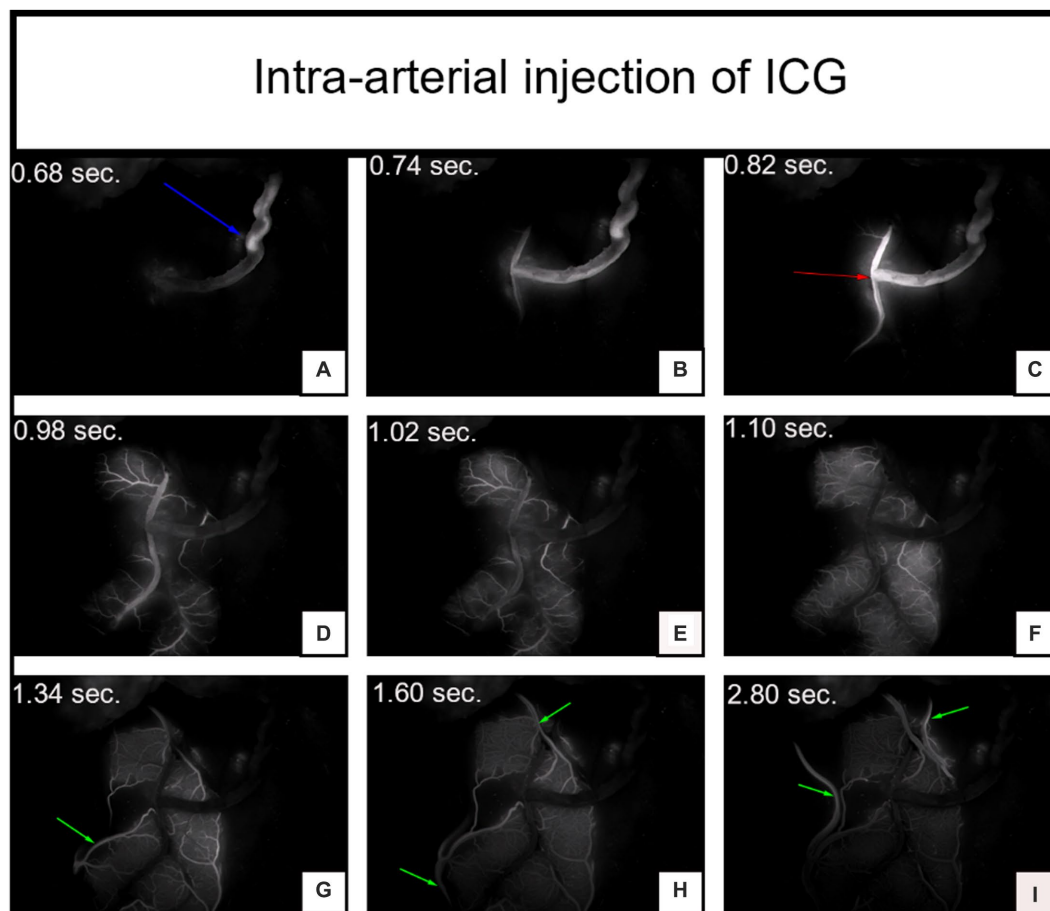 Intra-arterial injection of ICG
0.68 sec.
0.74 sec.
0.82 sec.
A
B
C
0.98 sec.
1.02 sec.
1.10 sec.
D
E
F
1.34 sec.
1.60 sec.
2.80 sec.
G
H
I